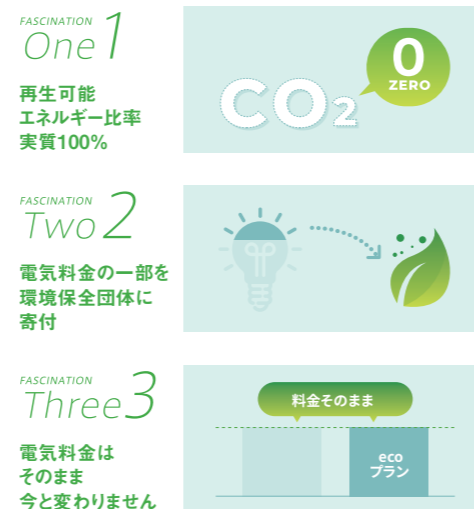 FASCINATION
One 1
再生可能
エネルギー比率
実質100%
CO2
0
ZERO
FASCINATION
Two 2
電気料金の一部を
環境保全団体に
寄付
FASCINATION
Three 3
電気料金は
そのまま
今と変わりません
料金そのまま
eco
プラン